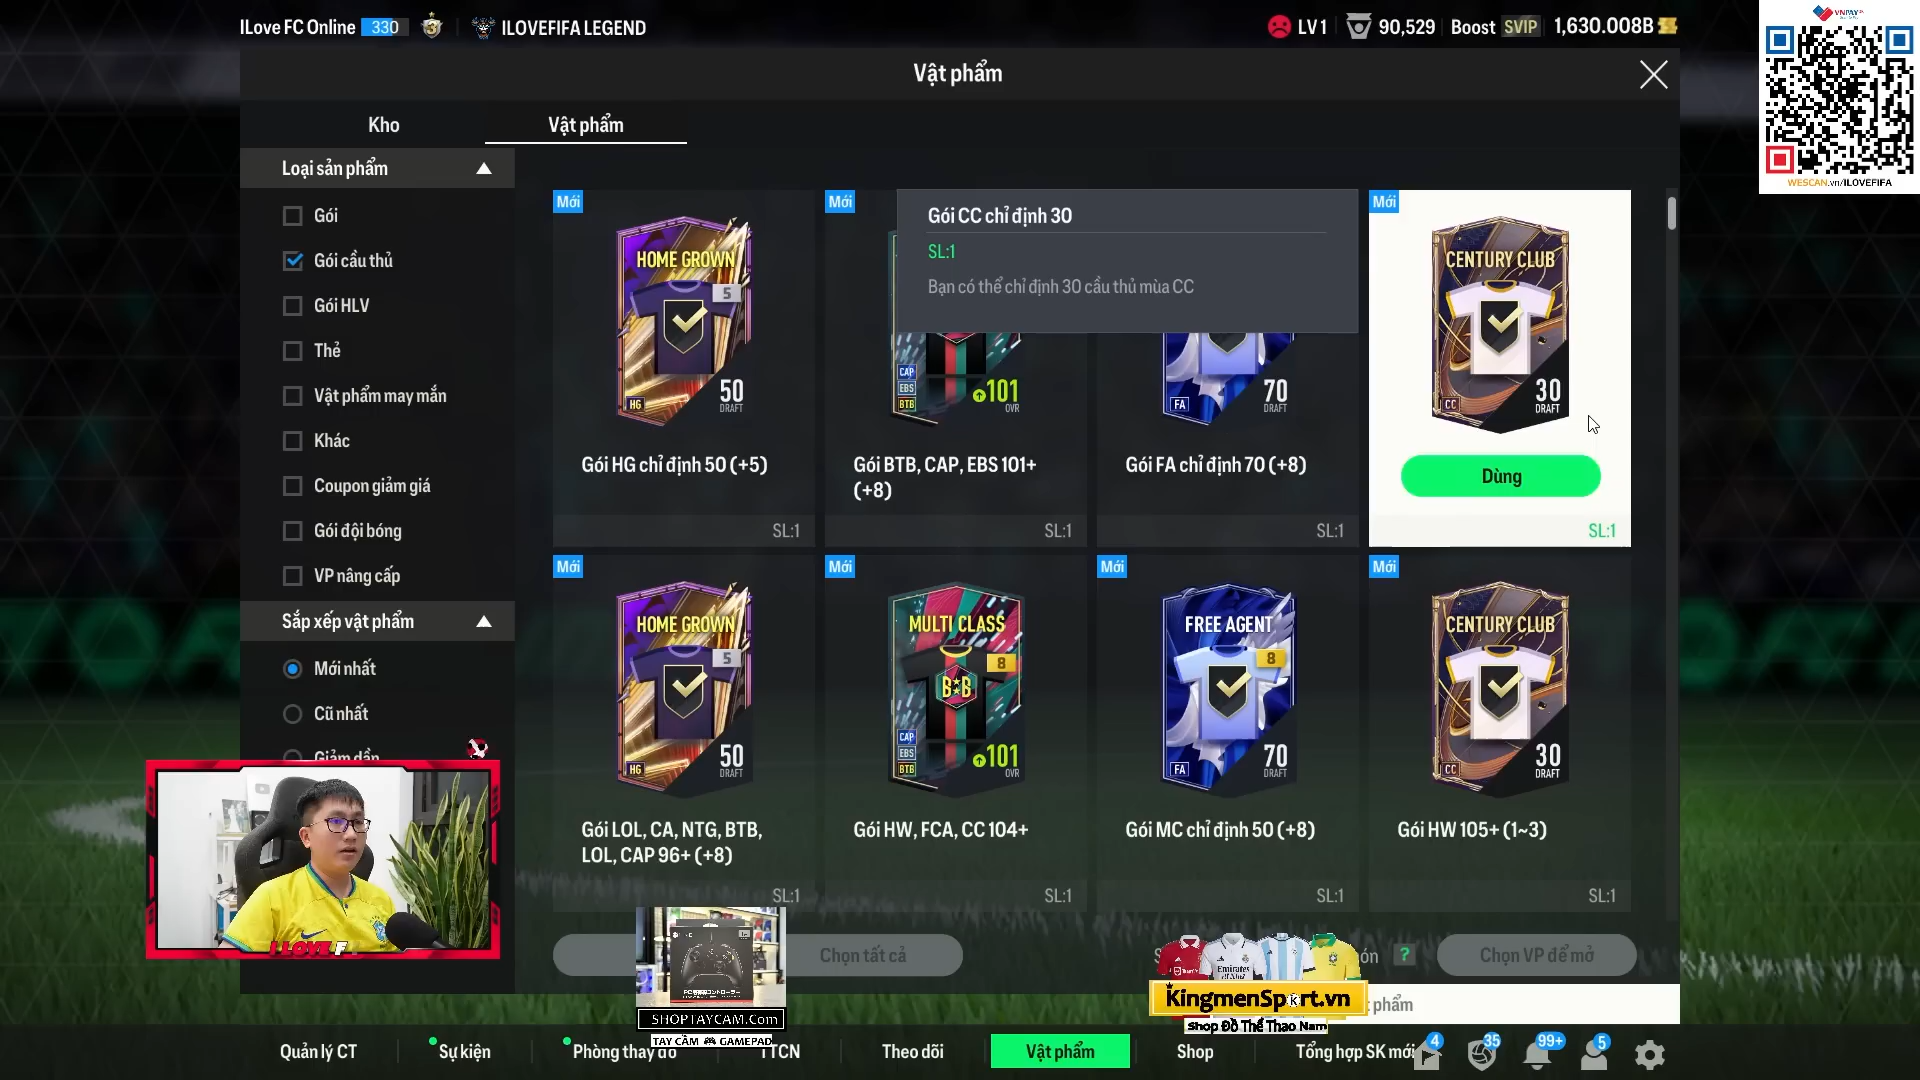 ILove FC Online 330
3
ILOVEFIFA LEGEND
LV 1
90,529
Boost SVIP
1,630.008B
VNPAY
WESCAN.vn/ILOVEFIFA
Vật phẩm
Kho
Vật phẩm
Loại sản phẩm
Gói
Gói cầu thủ
Gói HLV
Thẻ
Vật phẩm may mắn
Khác
Coupon giảm giá
Gói đội bóng
VP nâng cấp
Sắp xếp vật phẩm
Mới nhất
Cũ nhất
Giảm dần
Mới
HOME GROWN
5
HG
50
DRAFT
Gói HG chỉ định 50 (+5)
SL:1
Mới
CAP
EBS
BTB
101
OVR
Gói BTB, CAP, EBS 101+
(+8)
SL:1
Gói CC chỉ định 30
SL:1
Bạn có thể chỉ định 30 cầu thủ mùa CC
FA
70
DRAFT
Gói FA chỉ định 70 (+8)
SL:1
Mới
CENTURY CLUB
CC
30
DRAFT
Dùng
SL:1
Mới
HOME GROWN
5
HG
50
DRAFT
Gói LOL, CA, NTG, BTB,
LOL, CAP 96+ (+8)
SL:1
Mới
MULTI CLASS
8
B★B
CAP
EBS
BTB
101
OVR
Gói HW, FCA, CC 104+
SL:1
Mới
FREE AGENT
8
FA
70
DRAFT
Gói MC chỉ định 50 (+8)
SL:1
Mới
CENTURY CLUB
CC
30
DRAFT
Gói HW 105+ (1~3)
SL:1
I LOVE F
Chọn tất cả
?
Chọn VP để mở
phẩm
SHOPTAYCAM.Com
TAY CẦM GAMEPAD
Emirates
KingmenSport.vn
Shop Đồ Thể Thao Nam
Quản lý CT
Sự kiện
Phòng thay đồ
TTCN
Theo dõi
Vật phẩm
Shop
Tổng hợp SK mới
4
35
99+
5